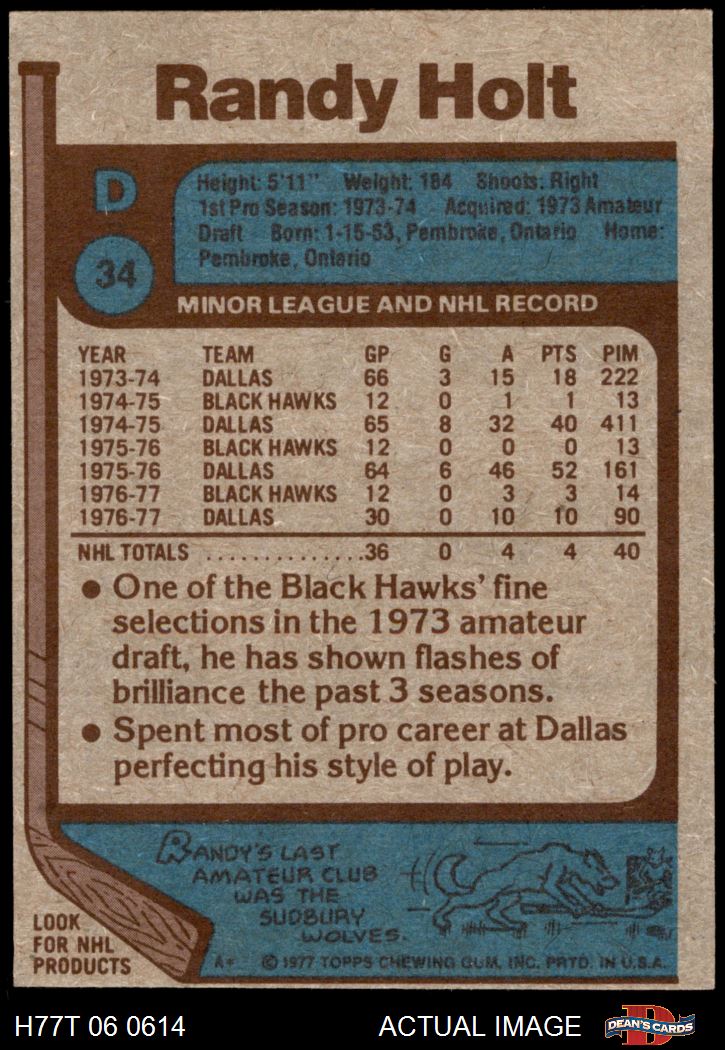 Randy Holt
D
34
Height: 5'11" Weight: 184 Shoots: Right
1st Pro Season: 1973-74 Acquired: 1973 Amateur
Draft Born: 1-15-53, Pembroke, Ontario Home:
Pembroke, Ontario
MINOR LEAGUE AND NHL RECORD
YEAR TEAM GP G A PTS PIM
1973-74 DALLAS 66 3 15 18 222
1974-75 BLACK HAWKS 12 0 1 1 13
1974-75 DALLAS 65 8 32 40 411
1975-76 BLACK HAWKS 12 0 0 0 13
1975-76 DALLAS 64 6 46 52 161
1976-77 BLACK HAWKS 12 0 3 3 14
1976-77 DALLAS 30 0 10 10 90
NHL TOTALS ..............36 0 4 4 40
● One of the Black Hawks' fine
selections in the 1973 amateur
draft, he has shown flashes of
brilliance the past 3 seasons.
● Spent most of pro career at Dallas
perfecting his style of play.
RANDY'S LAST
AMATEUR CLUB
WAS THE
SUDBURY
WOLVES.
LOOK
FOR NHL
PRODUCTS
A* © 1977 TOPPS CHEWING GUM, INC. PRTD. IN U.S.A.
H77T 06 0614 ACTUAL IMAGE
D
DEAN'S CARDS